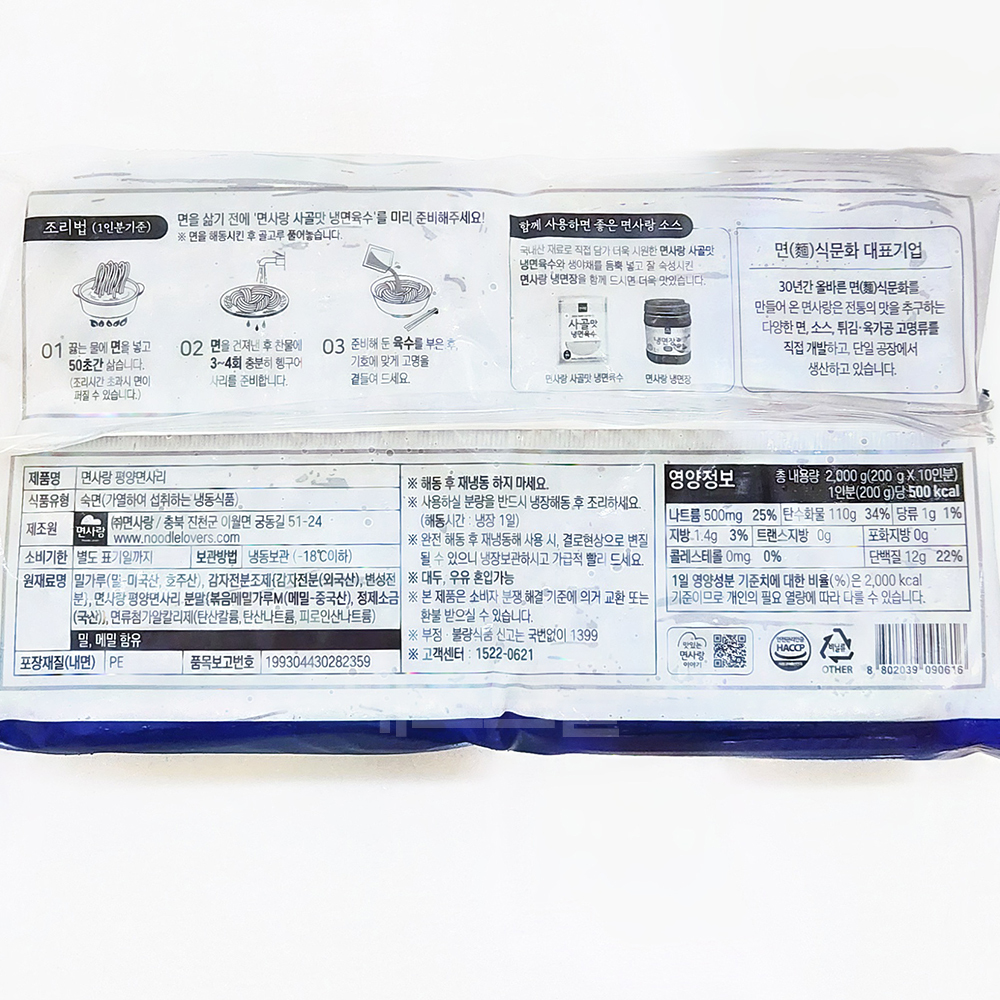 조리법 (1인분기준)
면을 삶기 전에 '면사랑 사골맛 냉면육수'를 미리 준비해주세요!
※ 면을 해동시킨 후 골고루 풀어놓습니다.
01 끓는 물에 면을 넣고
50초간 삶습니다.
(조리시간 초과시 면이
퍼질 수 있습니다.)
02 면을 건져낸 후 찬물에
3~4회 충분히 헹구어
사리를 준비합니다.
03 준비해 둔 육수를 부은 후,
기호에 맞게 고명을
곁들여 드세요.
함께 사용하면 좋은 면사랑 소스
국내산 재료로 직접 담가 더욱 시원한 면사랑 사골맛
냉면육수와 생야채를 듬뿍 넣고 잘 숙성시킨
면사랑 냉면장을 함께 드시면 더욱 맛있습니다.
사골맛
냉면육수
냉면장
면사랑 사골맛 냉면육수
면사랑 냉면장
면(麵)식문화 대표기업
30년간 올바른 면(麵)식문화를
만들어 온 면사랑은 전통의 맛을 추구하는
다양한 면, 소스, 튀김·육가공 고명류를
직접 개발하고, 단일 공장에서
생산하고 있습니다.
제품명 면사랑 평양면사리
식품유형 숙면(가열하여 섭취하는 냉동식품)
제조원 면사랑 ㈜면사랑 / 충북 진천군 이월면 궁동길 51-24
www.noodlelovers.com
소비기한 별도 표기일까지 보관방법 냉동보관 (-18℃이하)
원재료명 밀가루(밀-미국산, 호주산), 감자전분조제(감자전분(외국산),변성전
분), 면사랑 평양면사리 분말(볶음메밀가루M(메밀-중국산), 정제소금
(국산)), 면류첨가알칼리제(탄산칼륨, 탄산나트륨, 피로인산나트륨)
밀, 메밀 함유
포장재질(내면) PE 품목보고번호 199304430282359
※ 해동 후 재냉동 하지 마세요.
※ 사용하실 분량을 반드시 냉장해동 후 조리하세요.
(해동시간 : 냉장 1일)
※ 완전 해동 후 재냉동해 사용 시, 결로현상으로 변질
될 수 있으니 냉장보관하시고 가급적 빨리 드세요.
※ 대두, 우유 혼입가능
※ 본 제품은 소비자 분쟁 해결 기준에 의거 교환 또는
환불 받으실 수 있습니다.
※ 부정·불량식품 신고는 국번없이 1399
※ 고객센터 : 1522-0621
영양정보 총 내용량 2,000 g(200 g X 10인분)
1인분(200 g)당 500 kcal
나트륨 500mg 25% 탄수화물 110g 34% 당류 1g 1%
지방 1.4g 3% 트랜스지방 0g 포화지방 0g
콜레스테롤 0mg 0% 단백질 12g 22%
1일 영양성분 기준치에 대한 비율(%)은 2,000 kcal
기준이므로 개인의 필요 열량에 따라 다를 수 있습니다.
맛있는
면사랑
이야기
안전관리인증
HACCP
비닐류
OTHER
8 802039 090616